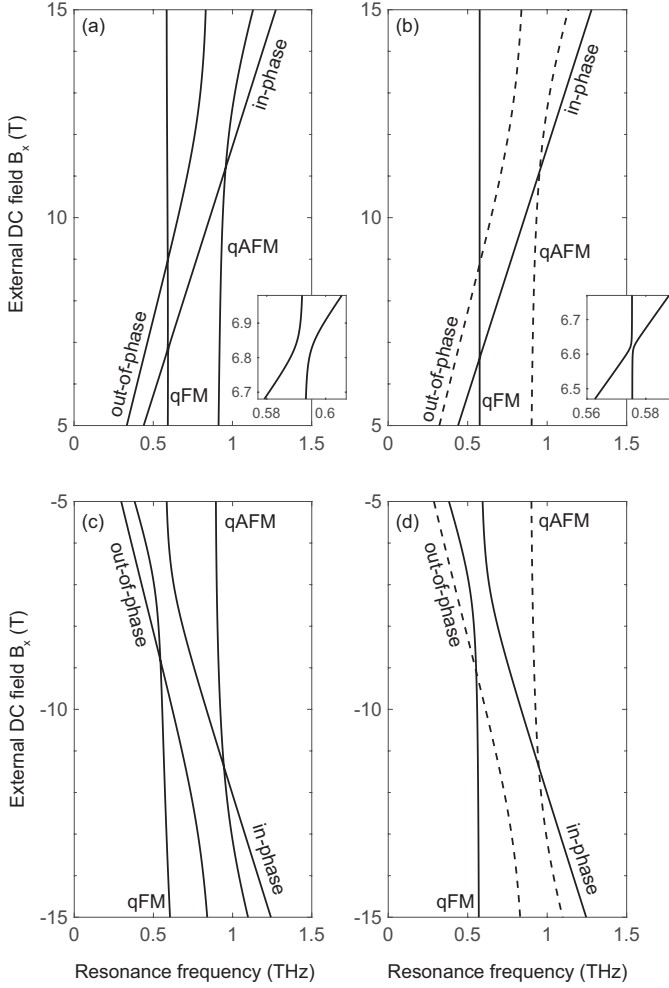 15
(a)
in-phase
10
qAFM
out-of-phase
qFM
6.9
6.8
6.7
0.58
0.6
5
0
0.5
1
1.5
External DC field Bx (T)
15
(b)
in-phase
10
qAFM
out-of-phase
qFM
6.7
6.6
6.5
0.56
0.58
5
0
0.5
1
1.5
-5
(c)
qAFM
out-of-phase
-10
in-phase
qFM
-15
0
0.5
1
1.5
External DC field Bx (T)
Resonance frequency (THz)
-5
(d)
qAFM
out-of-phase
-10
in-phase
qFM
-15
0
0.5
1
1.5
Resonance frequency (THz)